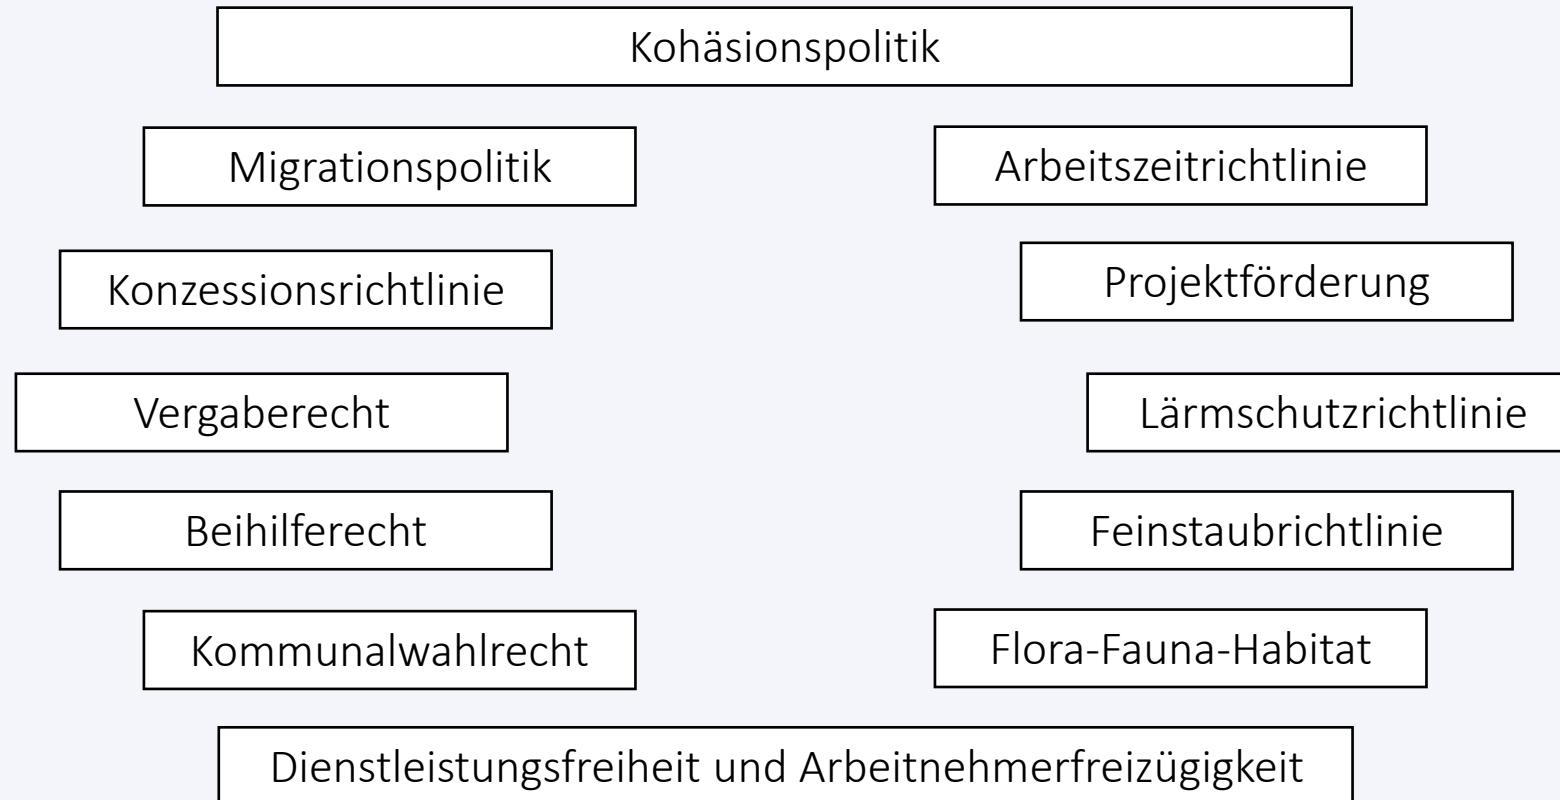 Kohäsionspolitik
Migrationspolitik
Arbeitszeitrichtlinie
Konzessionsrichtlinie
Projektförderung
Vergaberecht
Lärmschutzrichtlinie
Beihilferecht
Feinstaubrichtlinie
Kommunalwahlrecht
Flora-Fauna-Habitat
Dienstleistungsfreiheit und Arbeitnehmerfreizügigkeit